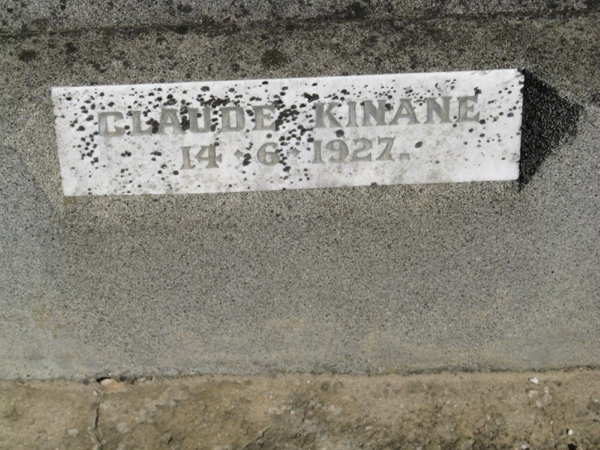 CLAUDE KINANE
14 · 6 · 1927.